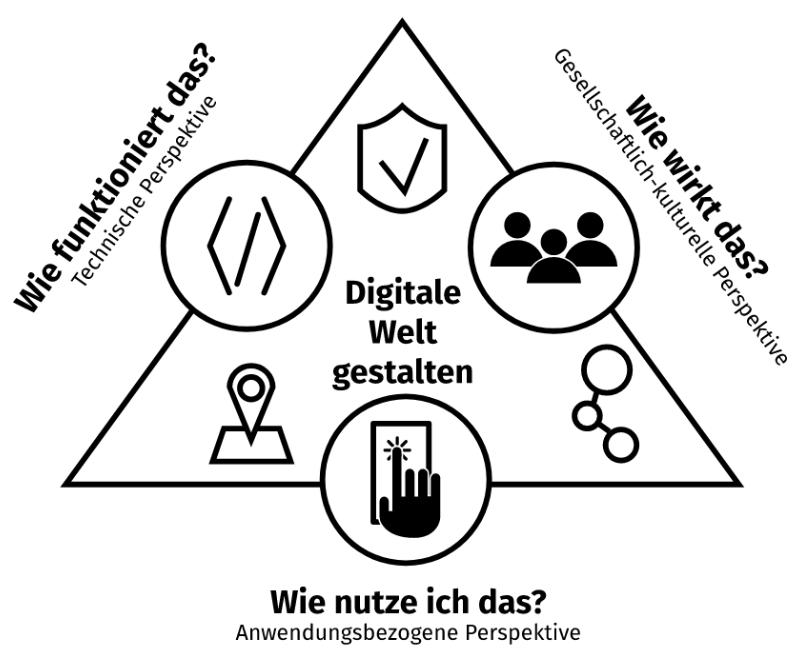 Wie funktioniert das?
Technische Perspektive
Wie wirkt das?
Gesellschaftlich-kulturelle Perspektive
Digitale
Welt
gestalten
Wie nutze ich das?
Anwendungsbezogene Perspektive